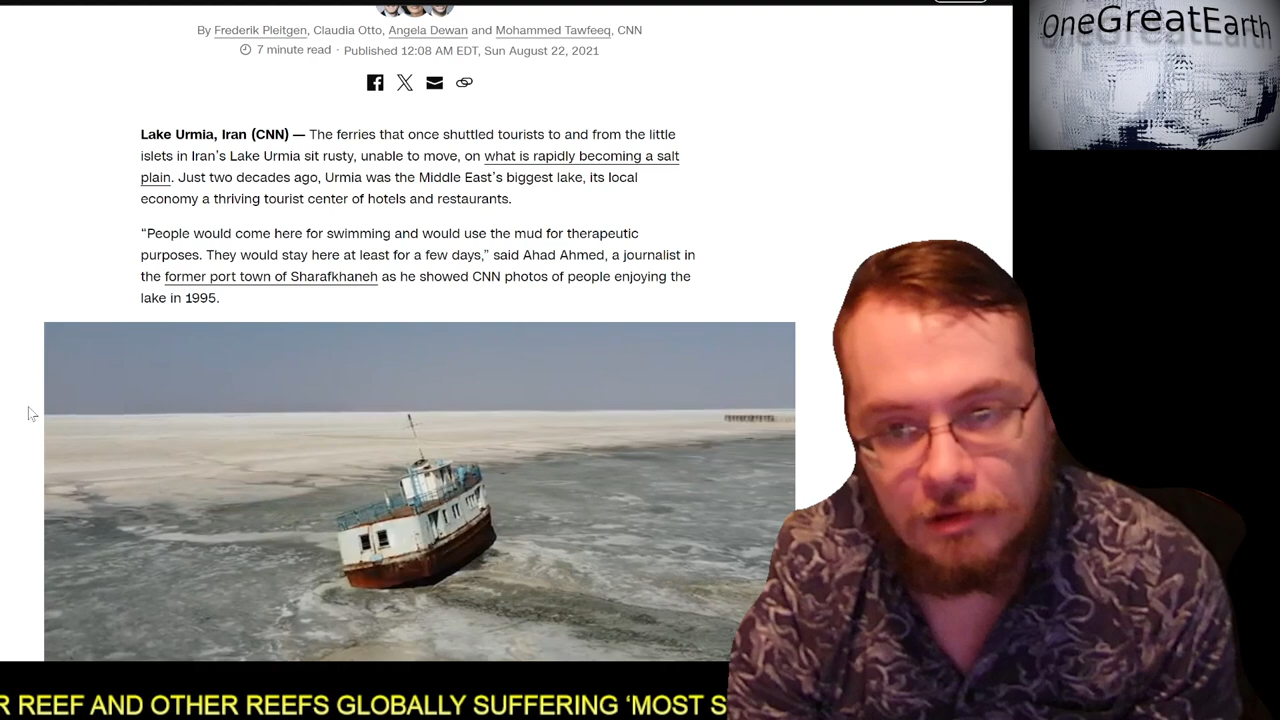 By Frederik Pleitgen, Claudia Otto, Angela Dewan and Mohammed Tawfeeq, CNN
7 minute read · Published 12:08 AM EDT, Sun August 22, 2021
OneGreatEarth
Lake Urmia, Iran (CNN) — The ferries that once shuttled tourists to and from the little
islets in Iran’s Lake Urmia sit rusty, unable to move, on what is rapidly becoming a salt
plain. Just two decades ago, Urmia was the Middle East’s biggest lake, its local
economy a thriving tourist center of hotels and restaurants.
“People would come here for swimming and would use the mud for therapeutic
purposes. They would stay here at least for a few days,” said Ahad Ahmed, a journalist in
the former port town of Sharafkhaneh as he showed CNN photos of people enjoying the
lake in 1995.
R REEF AND OTHER REEFS GLOBALLY SUFFERING ‘MOST S